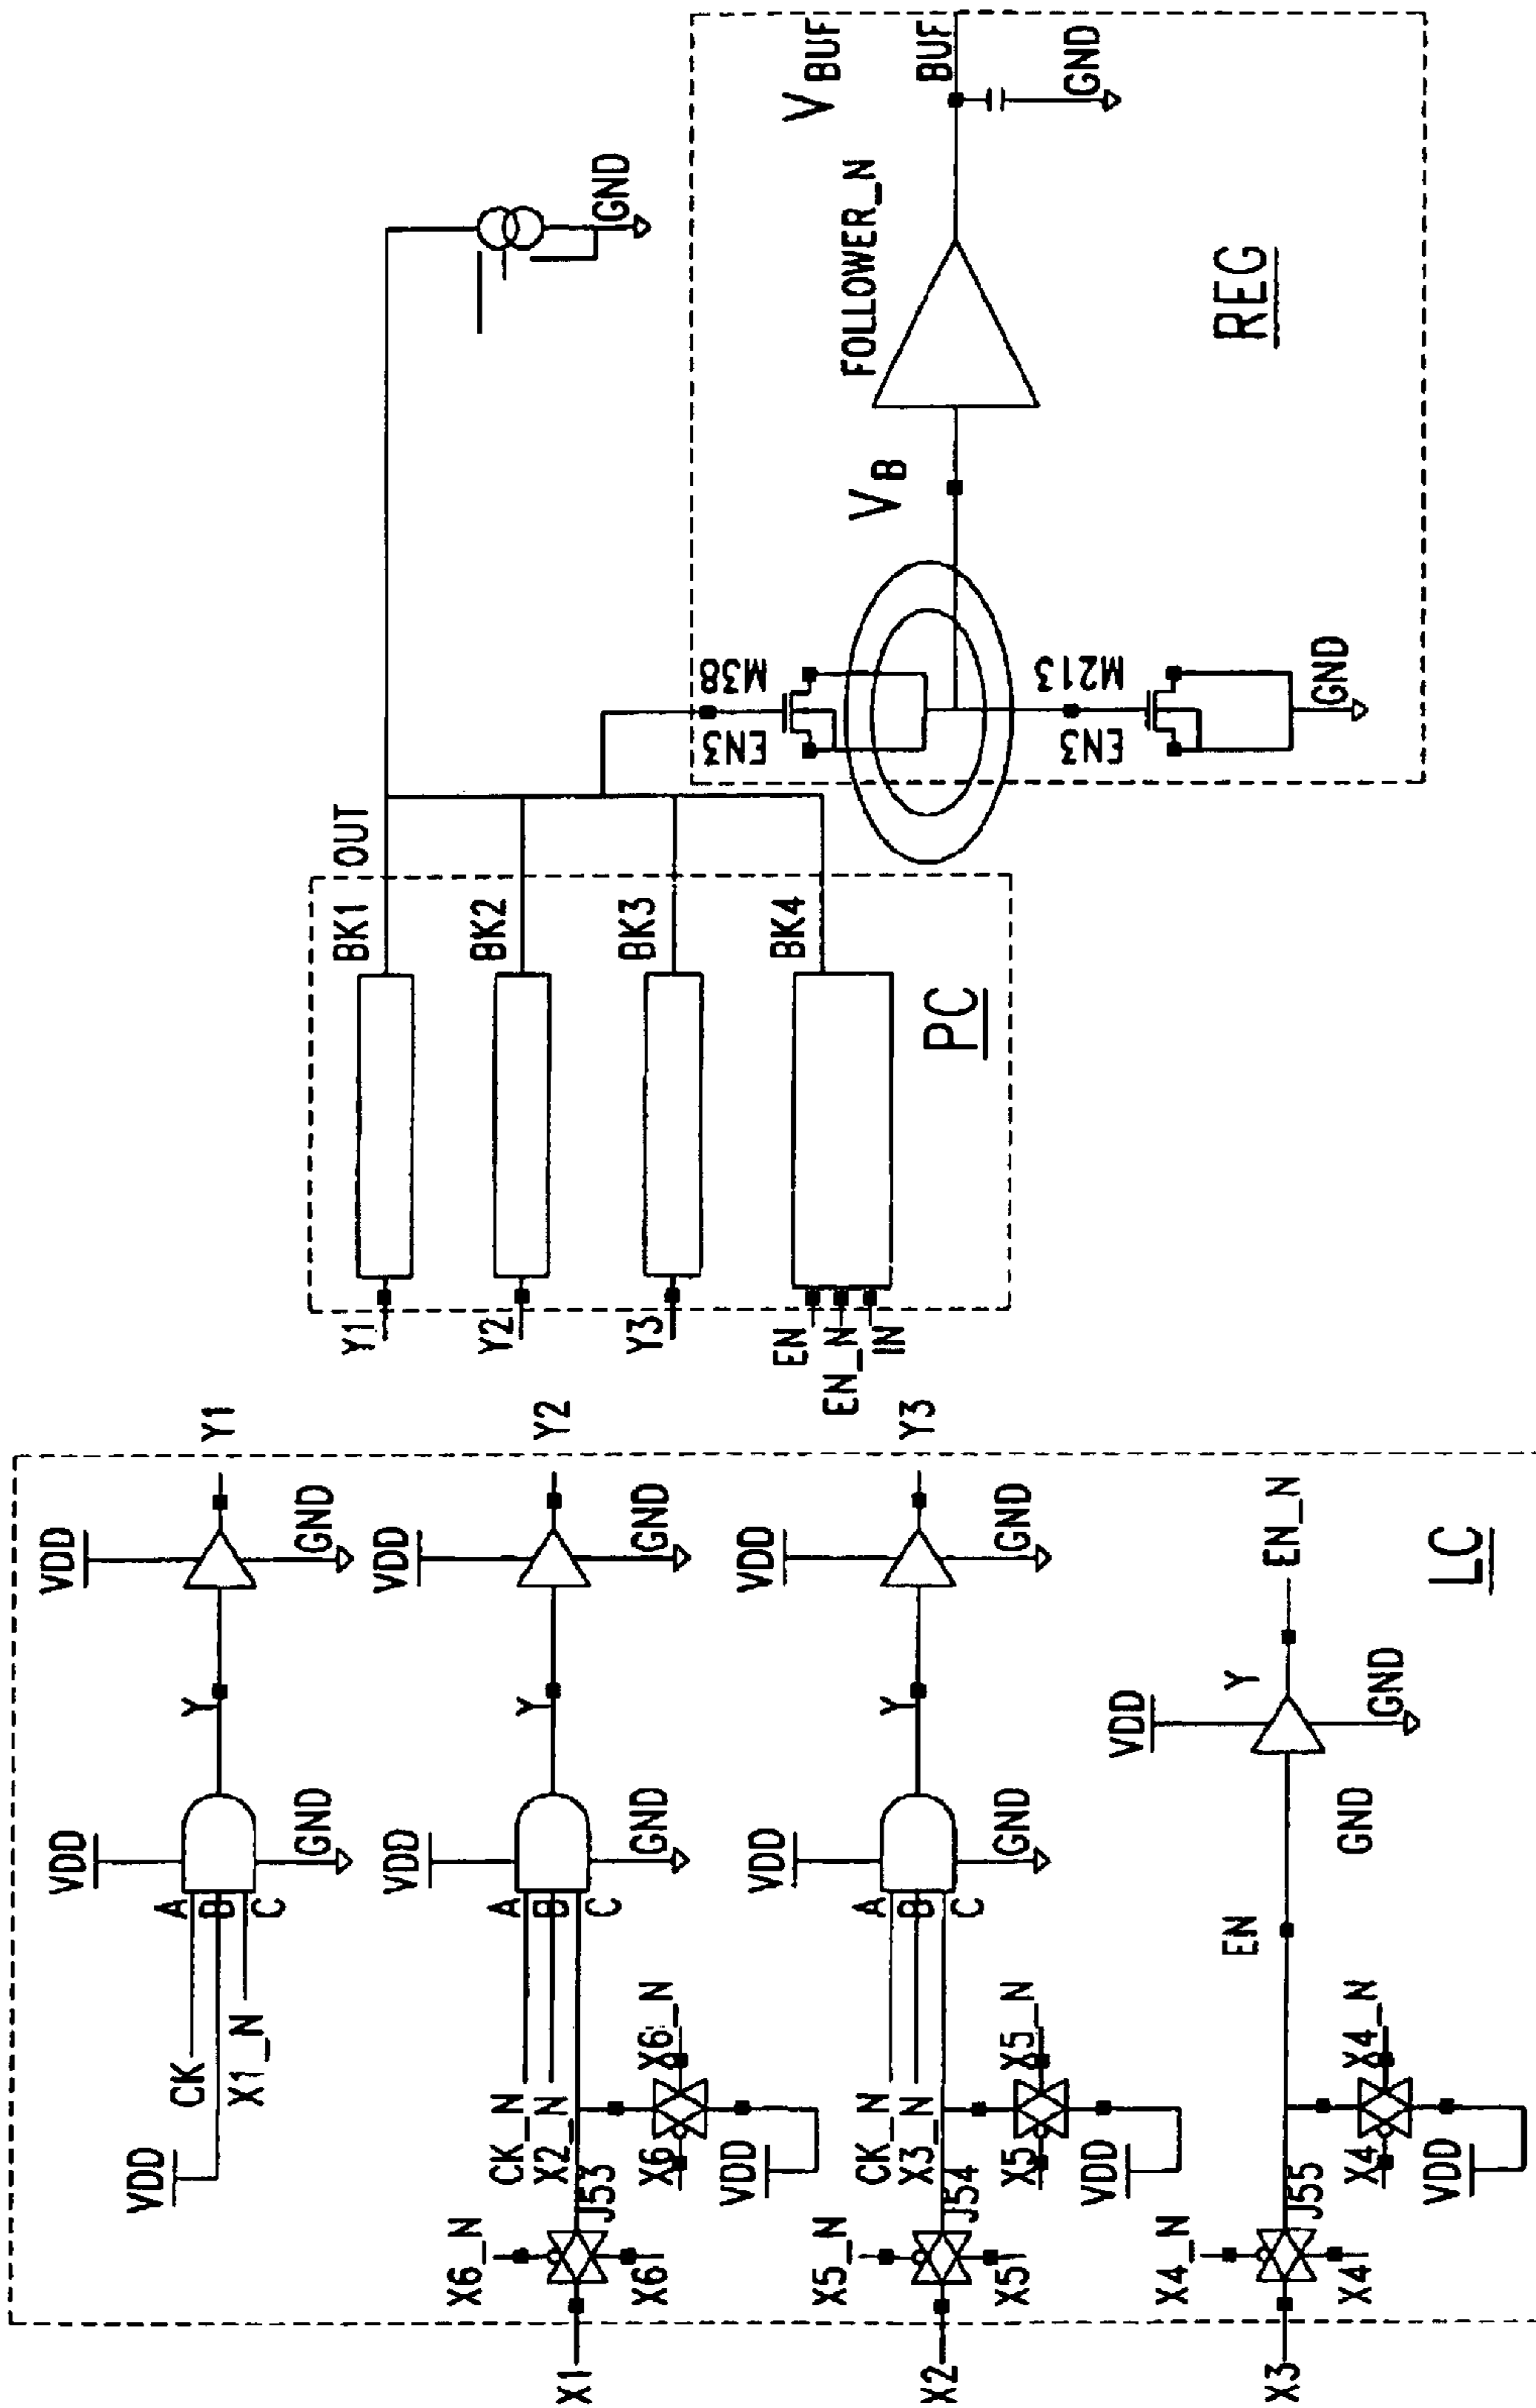 VDD
VDD
Y1
A
B
C
Y
CK
X1_N
VDD
GND
GND
VDD
VDD
Y2
A
B
C
Y
CK_N
X2_N
GND
GND
X6_N
J53
X6
X1
X6
X6_N
VDD
VDD
VDD
Y3
A
B
C
Y
CK_N
X3_N
GND
GND
X5_N
J54
X5
X2
X5
X5_N
VDD
VDD
EN
Y
EN_N
GND
GND
X4_N
J55
X4
X3
X4
X4_N
VDD
LC
Y1
BK1
OUT
Y2
BK2
Y3
BK3
EN
EN_N
IN
BK4
PC
GND
EN3
M38
EN3
M213
GND
V B
FOLLOWER_N
V BUF
BUF
GND
REG